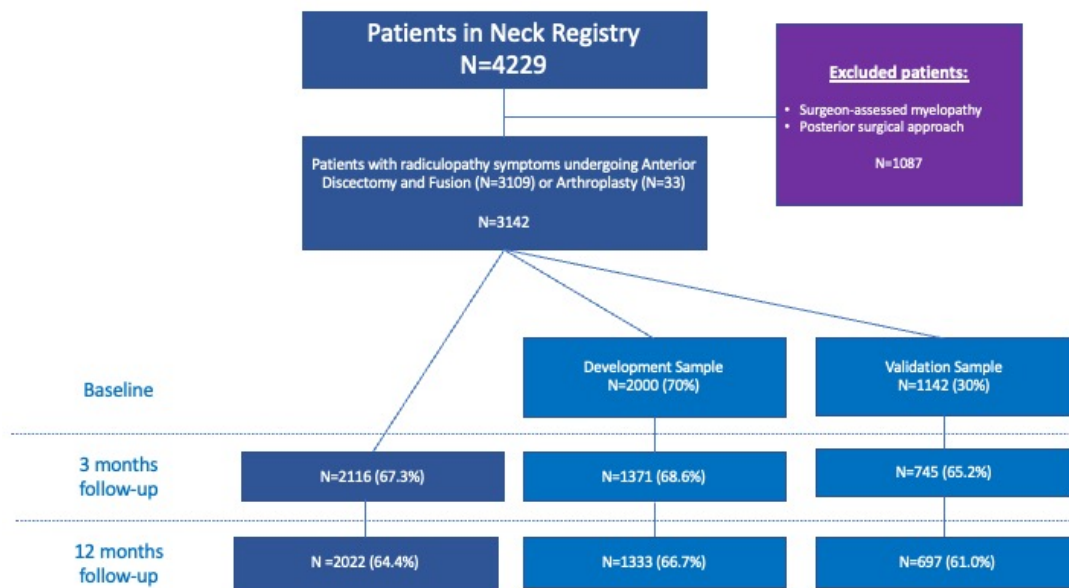 Patients in Neck Registry
N=4229
Excluded patients:
• Surgeon-assessed myelopathy
• Posterior surgical approach
N=1087
Patients with radiculopathy symptoms undergoing Anterior
Discectomy and Fusion (N=3109) or Arthroplasty (N=33)
N=3142
Baseline
Development Sample
N=2000 (70%)
Validation Sample
N=1142 (30%)
3 months
follow-up
N=2116 (67.3%)
N=1371 (68.6%)
N=745 (65.2%)
12 months
follow-up
N =2022 (64.4%)
N=1333 (66.7%)
N=697 (61.0%)